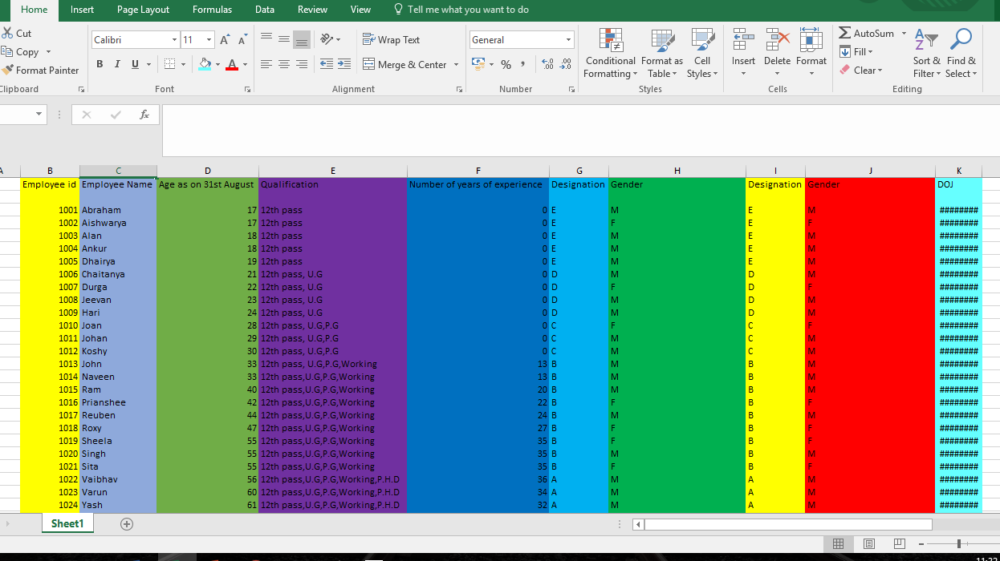 Home Insert Page Layout Formulas Data Review View Tell me what you want to do
Cut
Copy
Format Painter
Clipboard
Calibri 11
B I U A
Font
Wrap Text
Merge & Center
Alignment
General
% ,
Number
Conditional Formatting
Format as Table
Cell Styles
Styles
Insert
Delete
Format
Cells
AutoSum
Fill
Clear
Sort & Filter
Find & Select
Editing
fx
A B C D E F G H I J K
Employee id Employee Name Age as on 31st August Qualification Number of years of experience Designation Gender Designation Gender DOJ
1001 Abraham 17 12th pass 0 E M E M ########
1002 Aishwarya 17 12th pass 0 E F E F ########
1003 Alan 18 12th pass 0 E M E M ########
1004 Ankur 18 12th pass 0 E M E M ########
1005 Dhairya 19 12th pass 0 E M E M ########
1006 Chaitanya 21 12th pass, U.G 0 D M D M ########
1007 Durga 22 12th pass, U.G 0 D F D F ########
1008 Jeevan 23 12th pass, U.G 0 D M D M ########
1009 Hari 24 12th pass, U.G 0 D M D M ########
1010 Joan 28 12th pass, U.G,P.G 0 C F C F ########
1011 Johan 29 12th pass, U.G,P.G 0 C M C M ########
1012 Koshy 30 12th pass, U.G,P.G 0 C M C M ########
1013 John 33 12th pass, U.G,P.G,Working 13 B M B M ########
1014 Naveen 33 12th pass,U.G,P.G,Working 13 B M B M ########
1015 Ram 40 12th pass,U.G,P.G,Working 20 B M B M ########
1016 Prianshee 42 12th pass,U.G,P.G,Working 22 B F B F ########
1017 Reuben 44 12th pass,U.G,P.G,Working 24 B M B M ########
1018 Roxy 47 12th pass,U.G,P.G,Working 27 B F B F ########
1019 Sheela 55 12th pass,U.G,P.G,Working 35 B F B F ########
1020 Singh 55 12th pass,U.G,P.G,Working 35 B M B M ########
1021 Sita 55 12th pass,U.G,P.G,Working 35 B F B F ########
1022 Vaibhav 56 12th pass,U.G,P.G,Working,P.H.D 36 A M A M ########
1023 Varun 60 12th pass,U.G,P.G,Working,P.H.D 34 A M A M ########
1024 Yash 61 12th pass,U.G,P.G,Working,P.H.D 32 A M A M ########
Sheet1